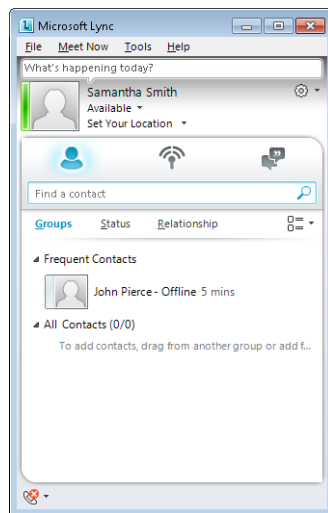 Microsoft Lync
File Meet Now Tools Help
What's happening today?
Samantha Smith
Available
Set Your Location
Find a contact
Groups Status Relationship
Frequent Contacts
John Pierce - Offline 5 mins
All Contacts (0/0)
To add contacts, drag from another group or add f...